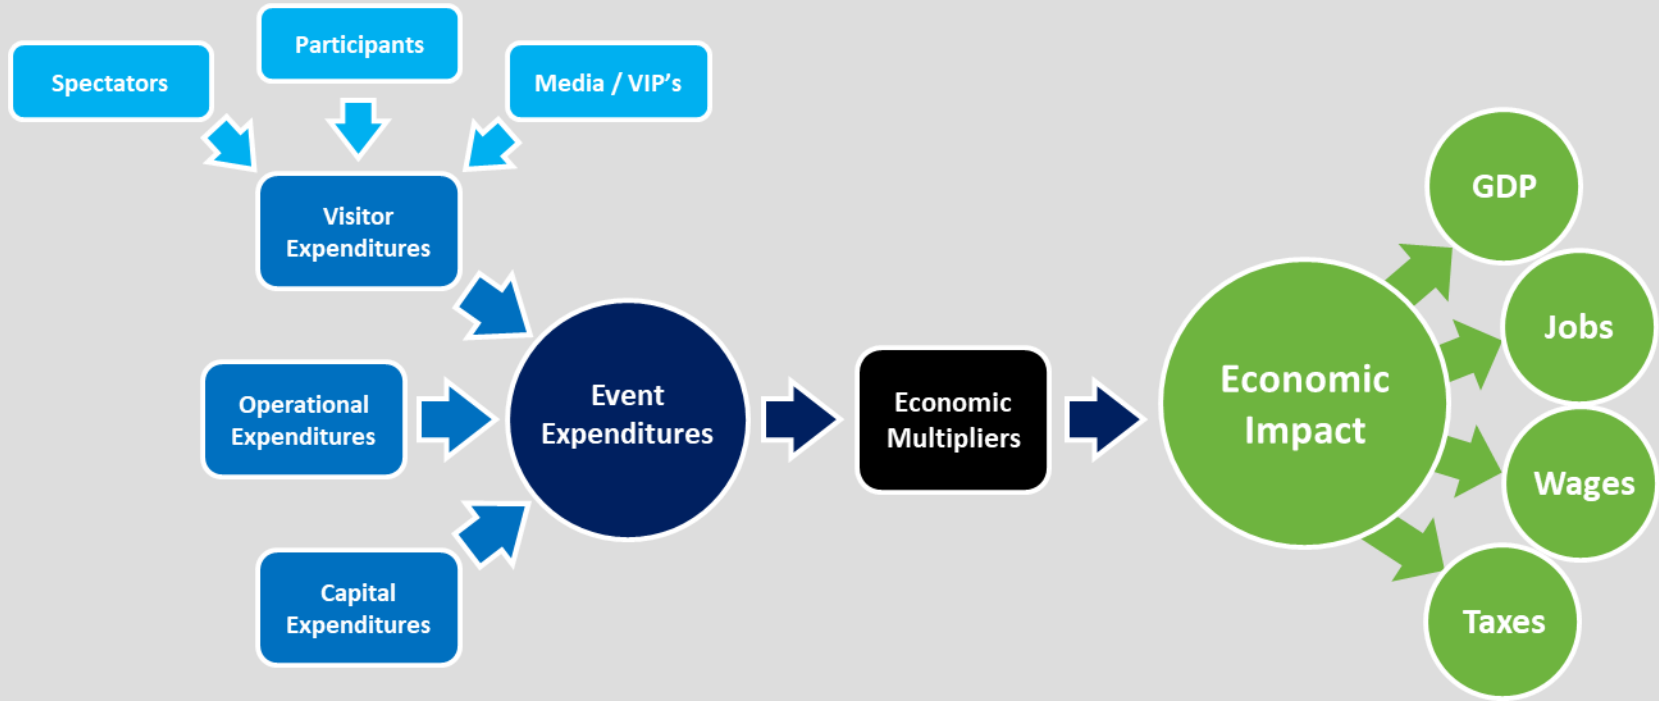 Participants
Spectators
Media / VIP's
Visitor
Expenditures
Operational
Expenditures
Capital
Expenditures
Event
Expenditures
Economic
Multipliers
Economic
Impact
GDP
Jobs
Wages
Taxes